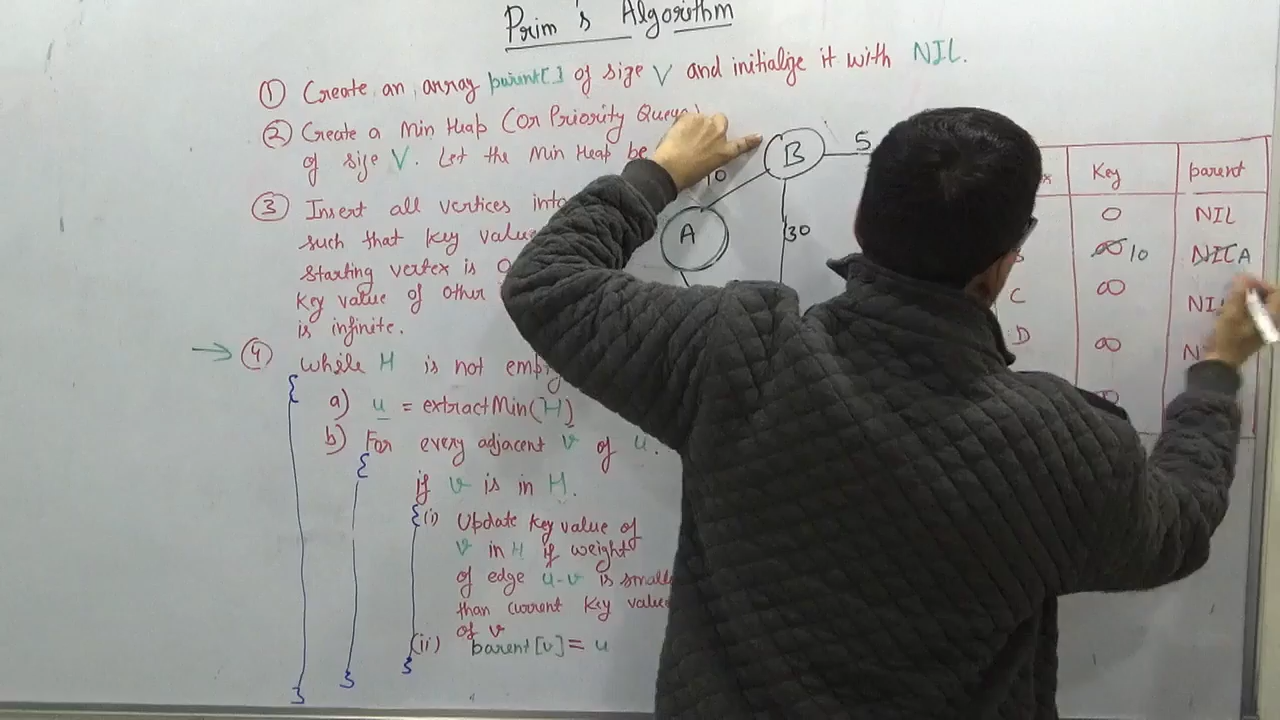 Prim's Algorithm
① Create an array parent[] of size V and initialize it with NIL.
② Create a Min Heap (or Priority Queue)
of size V. Let the Min Heap be
③ Insert all vertices into
such that key value
starting vertex is 0
key value of other
is infinite.
→ ④ While H is not empty
{
a) u = extractMin(H)
b) For every adjacent v of u.
{
if v is in H.
{(i) Update key value of
v in H if weight
of edge u-v is smaller
than current key value
of v
(ii) parent[v] = u
}
}
}
B
5
10
A
30
Key
parent
0
NIL
∞ 10
NIL A
C
∞
D
∞